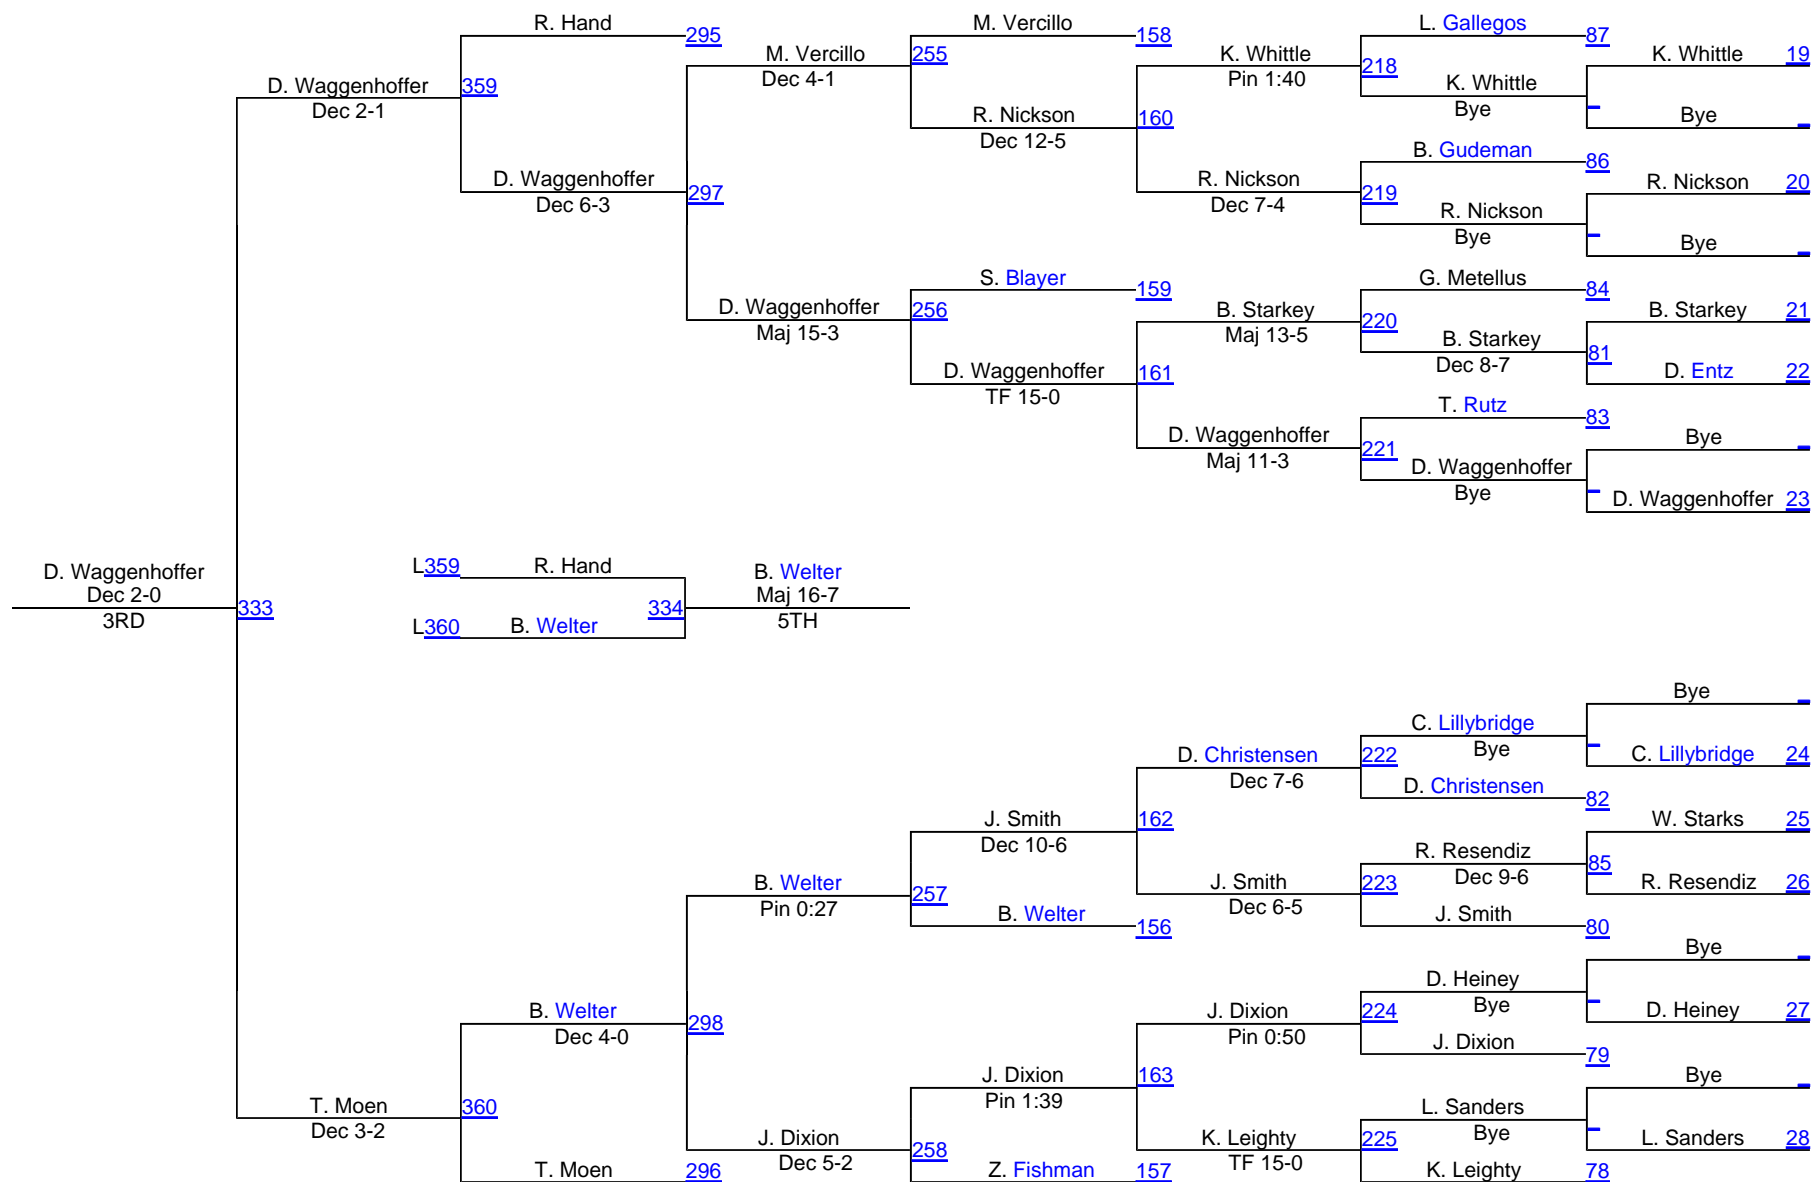 R. Hand
295
M. Vercillo
158
L. Gallegos
87
M. Vercillo
Dec 4-1
255
K. Whittle
Pin 1:40
218
K. Whittle
19
D. Waggenhoffer
Dec 2-1
359
K. Whittle
Bye
-
Bye
-
R. Nickson
Dec 12-5
160
B. Gudeman
86
D. Waggenhoffer
Dec 6-3
297
R. Nickson
Dec 7-4
219
R. Nickson
20
R. Nickson
Bye
-
Bye
-
S. Blayer
159
G. Metellus
84
D. Waggenhoffer
Maj 15-3
256
B. Starkey
Maj 13-5
220
B. Starkey
21
B. Starkey
Dec 8-7
81
D. Entz
22
D. Waggenhoffer
TF 15-0
161
T. Rutz
83
D. Waggenhoffer
Maj 11-3
221
Bye
-
D. Waggenhoffer
Bye
-
D. Waggenhoffer
23
D. Waggenhoffer
Dec 2-0
3RD
333
L359
R. Hand
334
B. Welter
Maj 16-7
5TH
L360
B. Welter
Bye
-
C. Lillybridge
Bye
-
D. Christensen
Dec 7-6
222
C. Lillybridge
24
D. Christensen
82
J. Smith
Dec 10-6
162
W. Starks
25
R. Resendiz
Dec 9-6
85
B. Welter
Pin 0:27
257
J. Smith
Dec 6-5
223
R. Resendiz
26
B. Welter
156
J. Smith
80
Bye
-
D. Heiney
Bye
-
B. Welter
Dec 4-0
298
J. Dixion
Pin 0:50
224
D. Heiney
27
J. Dixion
79
J. Dixion
Pin 1:39
163
Bye
-
T. Moen
Dec 3-2
360
L. Sanders
Bye
-
J. Dixion
Dec 5-2
258
K. Leighty
TF 15-0
225
L. Sanders
28
T. Moen
296
Z. Fishman
157
K. Leighty
78